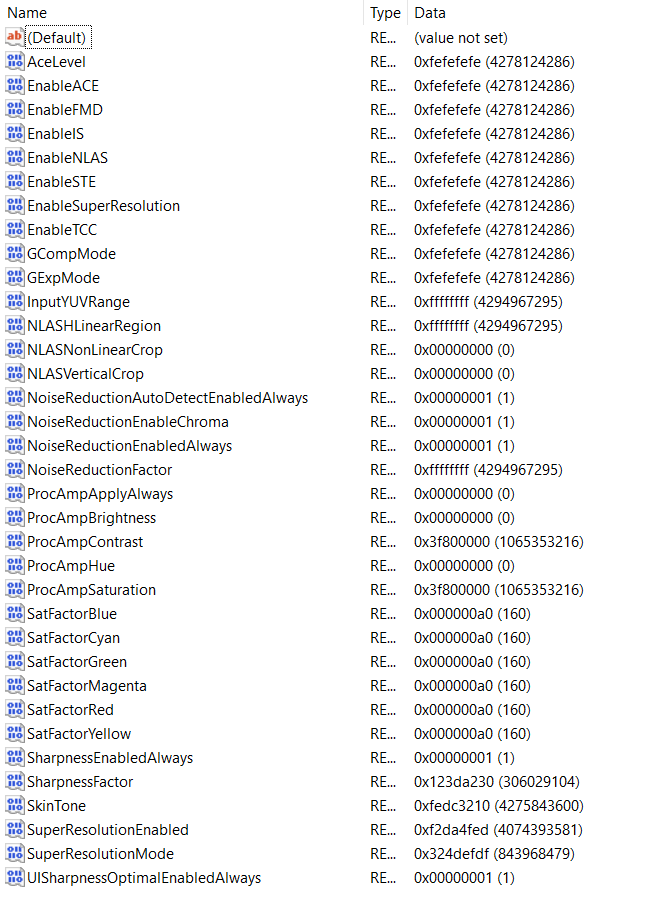 Name Type Data
ab (Default) RE... (value not set)
AceLevel RE... 0xfefefefe (4278124286)
EnableACE RE... 0xfefefefe (4278124286)
EnableFMD RE... 0xfefefefe (4278124286)
EnableIS RE... 0xfefefefe (4278124286)
EnableNLAS RE... 0xfefefefe (4278124286)
EnableSTE RE... 0xfefefefe (4278124286)
EnableSuperResolution RE... 0xfefefefe (4278124286)
EnableTCC RE... 0xfefefefe (4278124286)
GCompMode RE... 0xfefefefe (4278124286)
GExpMode RE... 0xfefefefe (4278124286)
InputYUVRange RE... 0xffffffff (4294967295)
NLASHLinearRegion RE... 0xffffffff (4294967295)
NLASNonLinearCrop RE... 0x00000000 (0)
NLASVerticalCrop RE... 0x00000000 (0)
NoiseReductionAutoDetectEnabledAlways RE... 0x00000001 (1)
NoiseReductionEnableChroma RE... 0x00000001 (1)
NoiseReductionEnabledAlways RE... 0x00000001 (1)
NoiseReductionFactor RE... 0xffffffff (4294967295)
ProcAmpApplyAlways RE... 0x00000000 (0)
ProcAmpBrightness RE... 0x00000000 (0)
ProcAmpContrast RE... 0x3f800000 (1065353216)
ProcAmpHue RE... 0x00000000 (0)
ProcAmpSaturation RE... 0x3f800000 (1065353216)
SatFactorBlue RE... 0x000000a0 (160)
SatFactorCyan RE... 0x000000a0 (160)
SatFactorGreen RE... 0x000000a0 (160)
SatFactorMagenta RE... 0x000000a0 (160)
SatFactorRed RE... 0x000000a0 (160)
SatFactorYellow RE... 0x000000a0 (160)
SharpnessEnabledAlways RE... 0x00000001 (1)
SharpnessFactor RE... 0x123da230 (306029104)
SkinTone RE... 0xfedc3210 (4275843600)
SuperResolutionEnabled RE... 0xf2da4fed (4074393581)
SuperResolutionMode RE... 0x324defdf (843968479)
UISharpnessOptimalEnabledAlways RE... 0x00000001 (1)